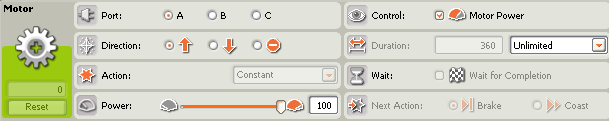 Motor
Port: A B C
Control: Motor Power
Direction:
Duration: 360 Unlimited
Action: Constant
Wait: Wait for Completion
0
Reset
Power: 100
Next Action: Brake Coast